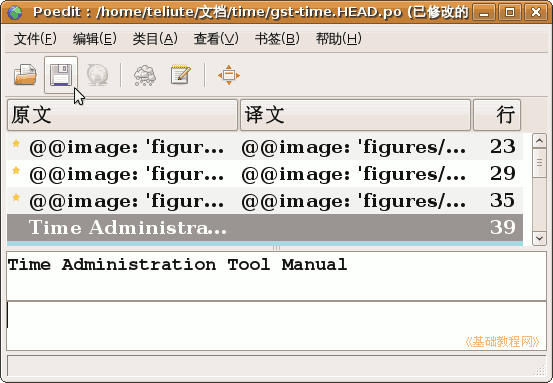 Poedit : /home/teliute/文档/time/gst-time.HEAD.po (已修改的
文件(F) 编辑(E) 类目(A) 查看(V) 书签(B) 帮助(H)
原文 译文 行
@@image: 'figur... @@image: 'figures/... 23
@@image: 'figur... @@image: 'figures/... 29
@@image: 'figur... @@image: 'figures/... 35
Time Administra... 39
Time Administration Tool Manual
《基础教程网》